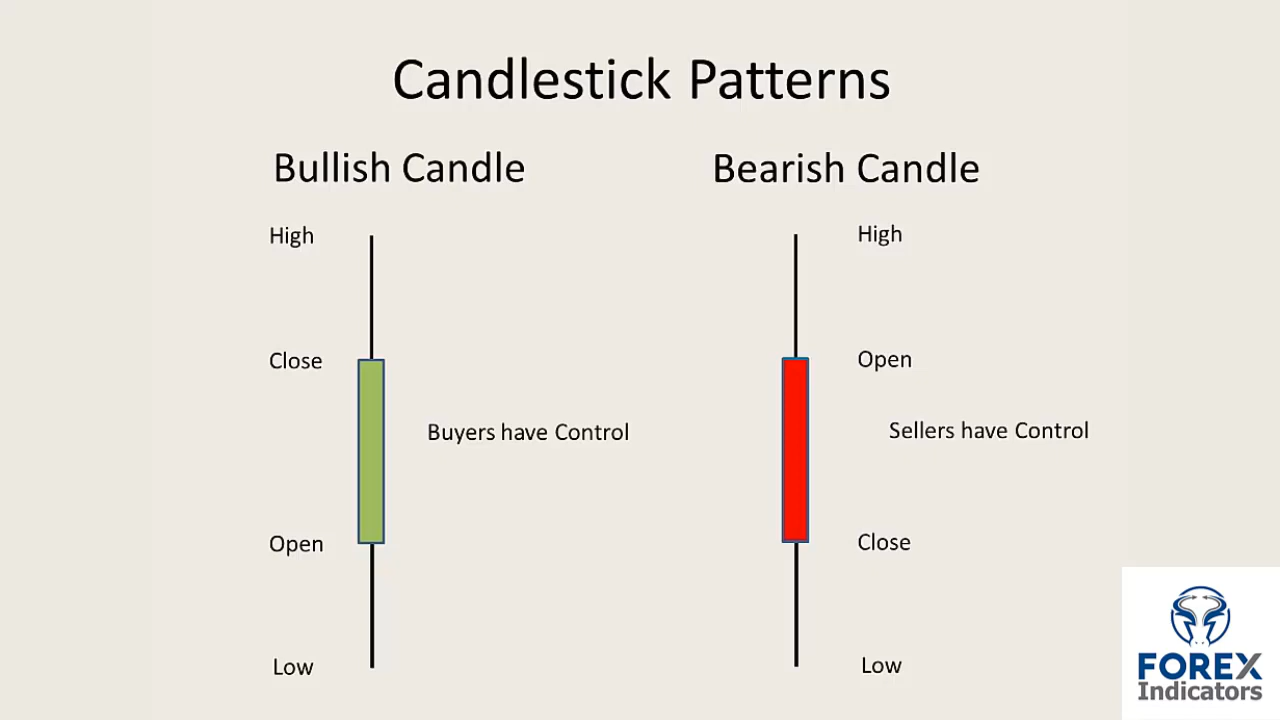 Candlestick Patterns
Bullish Candle
High
Close
Buyers have Control
Open
Low
Bearish Candle
High
Open
Sellers have Control
Close
Low
FOREX
Indicators